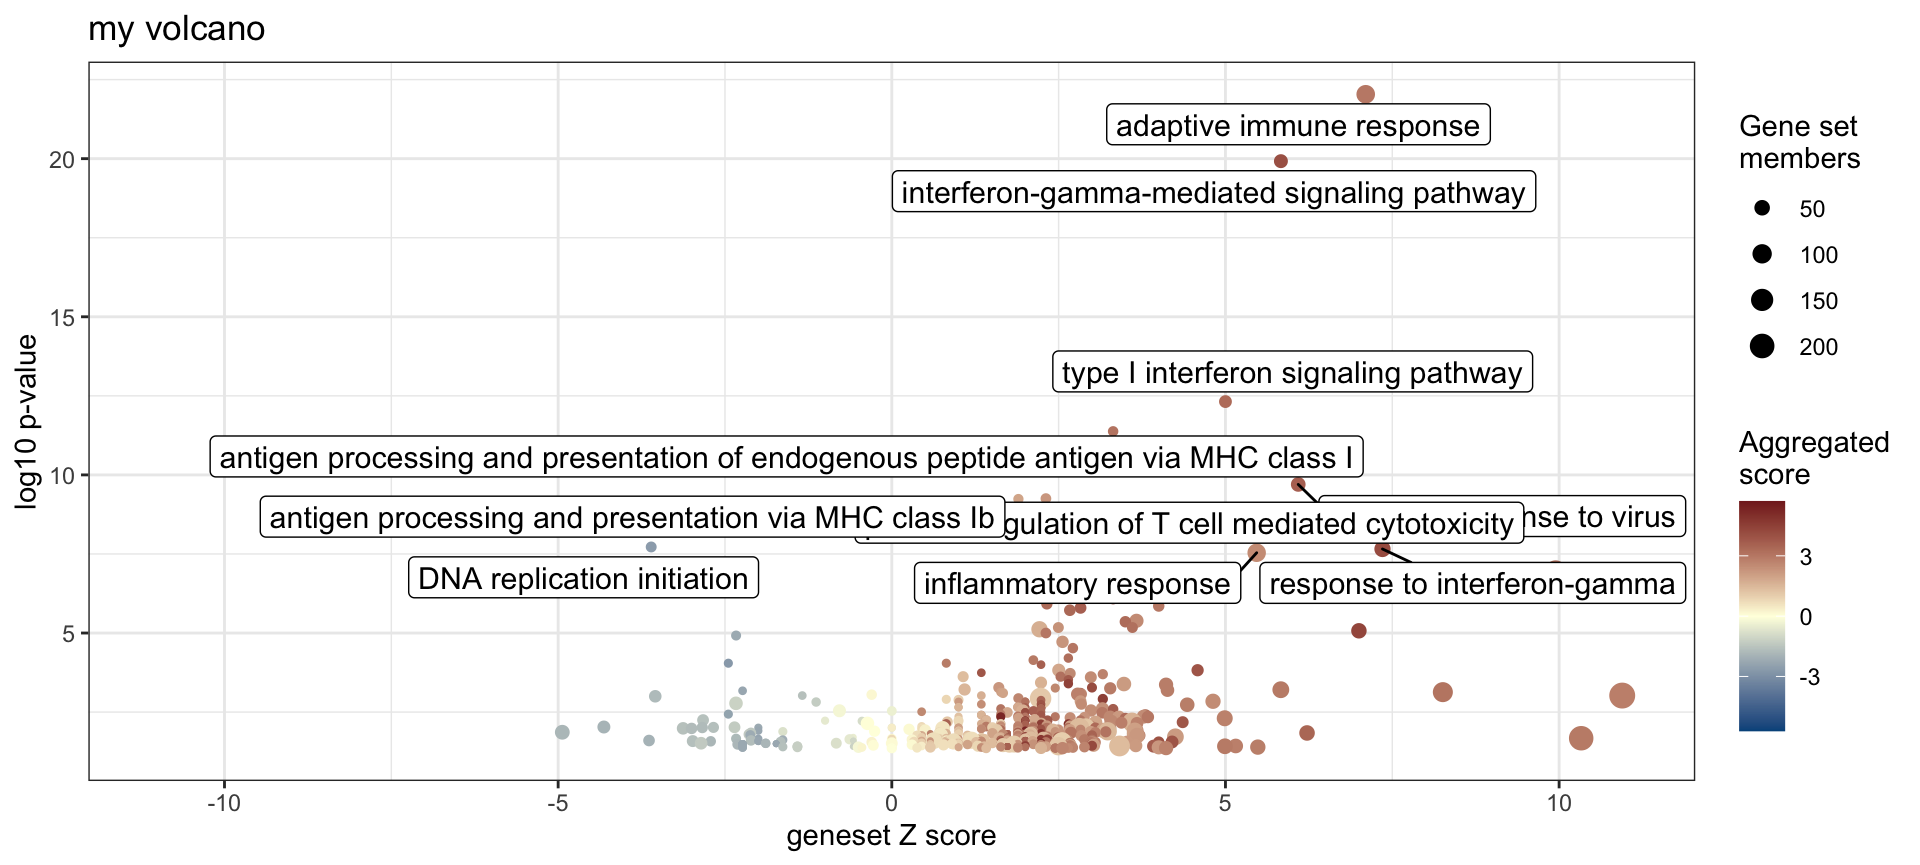 my volcano
log10 p-value
20
15
10
5
adaptive immune response
interferon-gamma-mediated signaling pathway
type I interferon signaling pathway
antigen processing and presentation of endogenous peptide antigen via MHC class I
antigen processing and presentation via MHC class Ib
of T cell mediated cytotoxicity
to virus
DNA replication initiation
inflammatory response
response to interferon-gamma
-10
-5
0
5
10
geneset Z score
Gene set
members
50
100
150
200
Aggregated
score
3
0
-3